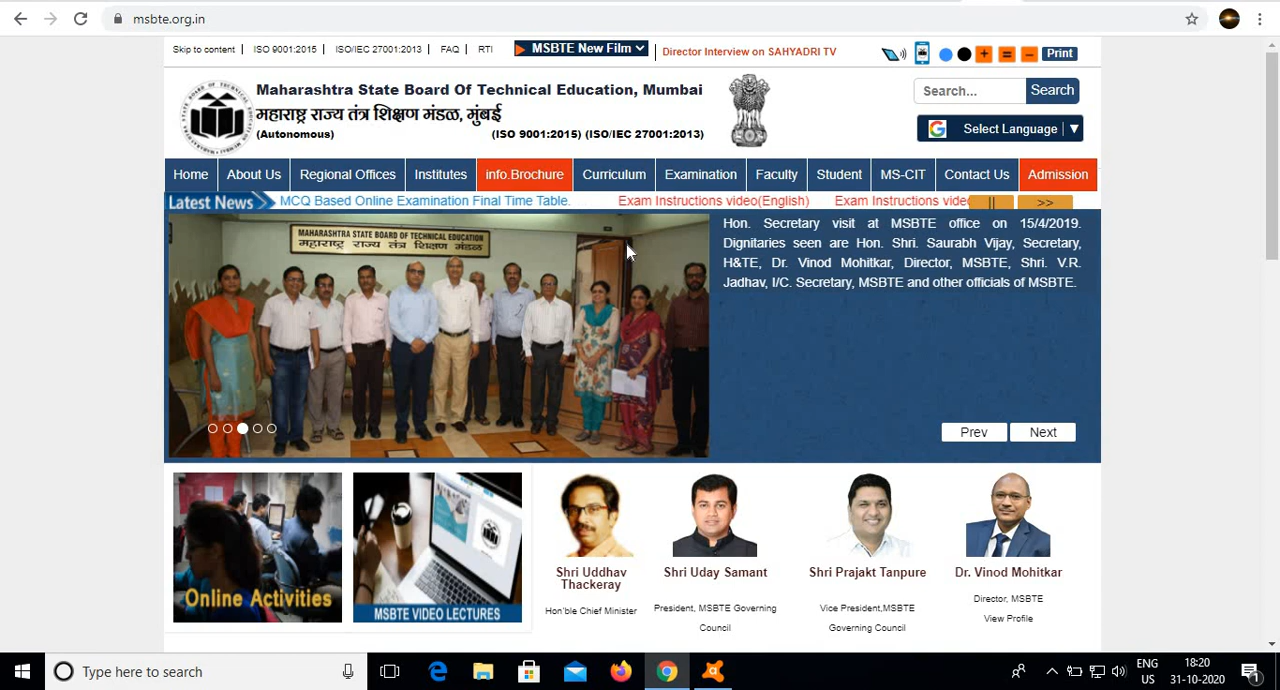 msbte.org.in
Skip to content | ISO 9001:2015 | ISO/IEC 27001:2013 | FAQ | RTI
MSBTE New Film
Director Interview on SAHYADRI TV
+ = −
Print
Maharashtra State Board Of Technical Education, Mumbai
महाराष्ट्र राज्य तंत्र शिक्षण मंडळ, मुंबई
(Autonomous) (ISO 9001:2015) (ISO/IEC 27001:2013)
Search...
Search
G Select Language | ▼
Home About Us Regional Offices Institutes info.Brochure Curriculum Examination Faculty Student MS-CIT Contact Us Admission
Latest News MCQ Based Online Examination Final Time Table. Exam Instructions video(English) Exam Instructions video
|| >>
MAHARASHTRA STATE BOARD OF TECHNICAL EDUCATION
महाराष्ट्र राज्य तंत्र शिक्षण मंडळ
Hon. Secretary visit at MSBTE office on 15/4/2019.
Dignitaries seen are Hon. Shri. Saurabh Vijay, Secretary,
H&TE, Dr. Vinod Mohitkar, Director, MSBTE, Shri. V.R.
Jadhav, I/C. Secretary, MSBTE and other officials of MSBTE.
Prev Next
Online Activities
MSBTE VIDEO LECTURES
Shri Uddhav
Thackeray
Hon'ble Chief Minister
Shri Uday Samant
President, MSBTE Governing
Council
Shri Prajakt Tanpure
Vice President,MSBTE
Governing Council
Dr. Vinod Mohitkar
Director, MSBTE
View Profile
Type here to search
ENG
US
18:20
31-10-2020
1